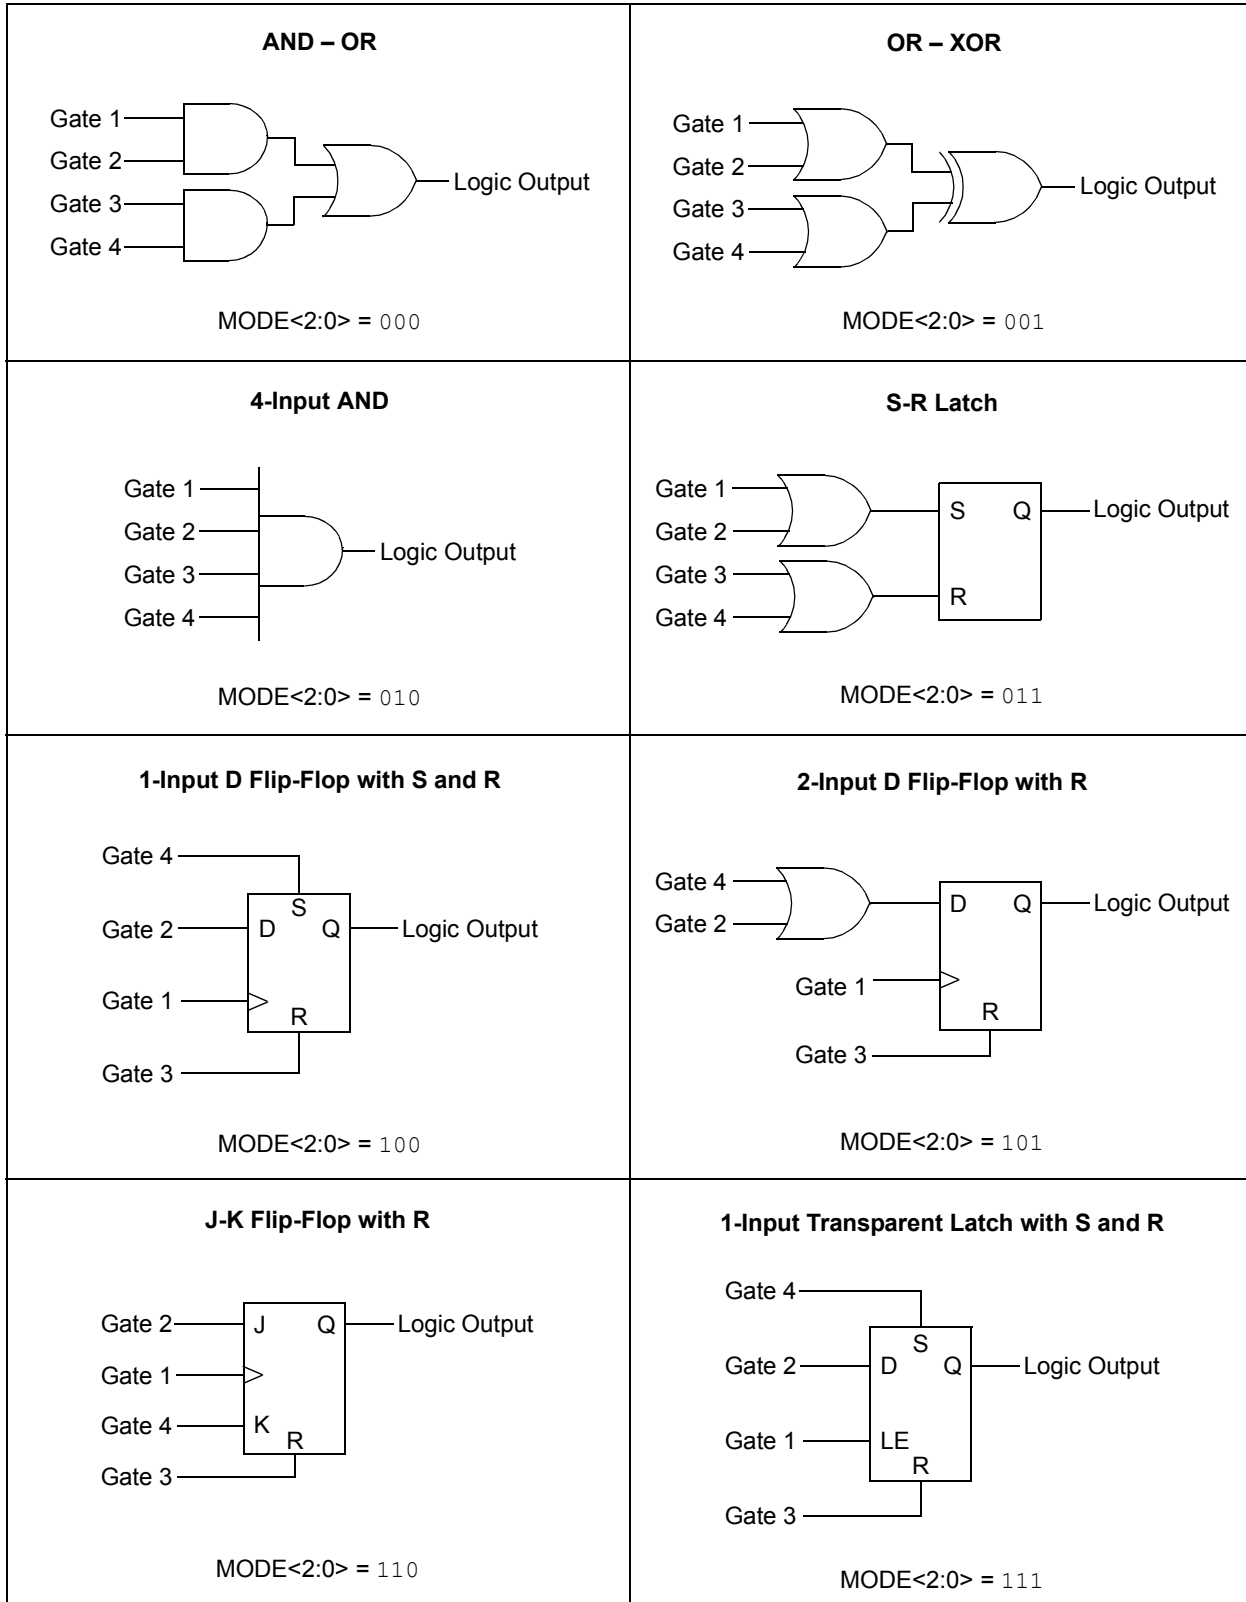 AND – OR
Gate 1
Gate 2
Gate 3
Gate 4
Logic Output
MODE<2:0> = 000
OR – XOR
Gate 1
Gate 2
Gate 3
Gate 4
Logic Output
MODE<2:0> = 001
4-Input AND
Gate 1
Gate 2
Gate 3
Gate 4
Logic Output
MODE<2:0> = 010
S-R Latch
Gate 1
Gate 2
Gate 3
Gate 4
S Q
R
Logic Output
MODE<2:0> = 011
1-Input D Flip-Flop with S and R
Gate 4
S
Gate 2
D Q
Logic Output
Gate 1
R
Gate 3
MODE<2:0> = 100
2-Input D Flip-Flop with R
Gate 4
Gate 2
D Q
Logic Output
Gate 1
R
Gate 3
MODE<2:0> = 101
J-K Flip-Flop with R
Gate 2
J Q
Logic Output
Gate 1
Gate 4
K
R
Gate 3
MODE<2:0> = 110
1-Input Transparent Latch with S and R
Gate 4
S
Gate 2
D Q
Logic Output
Gate 1
LE
R
Gate 3
MODE<2:0> = 111